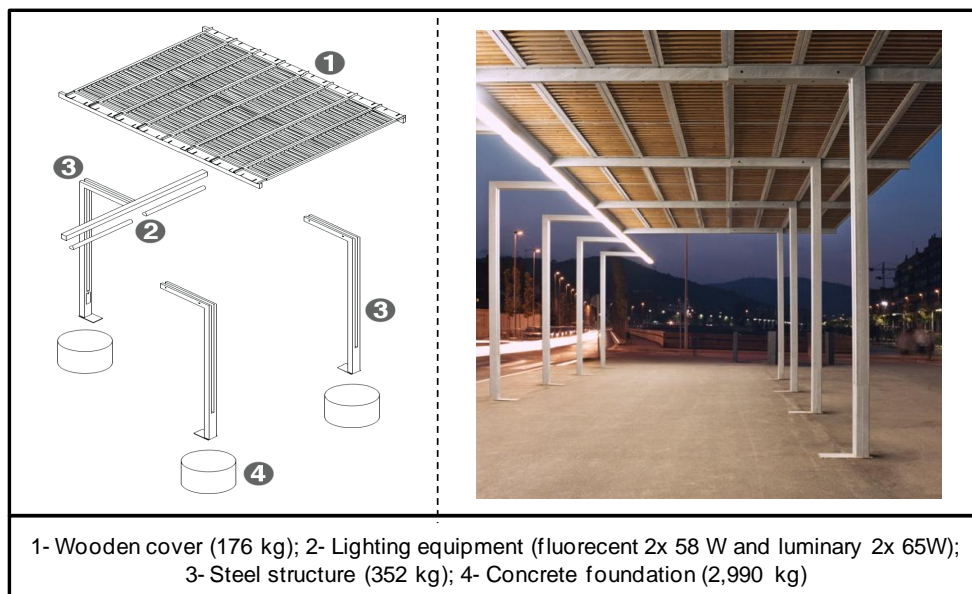 1
3
2
3
4
1- Wooden cover (176 kg); 2- Lighting equipment (fluorecent 2x 58 W and luminary 2x 65W);
3- Steel structure (352 kg); 4- Concrete foundation (2,990 kg)